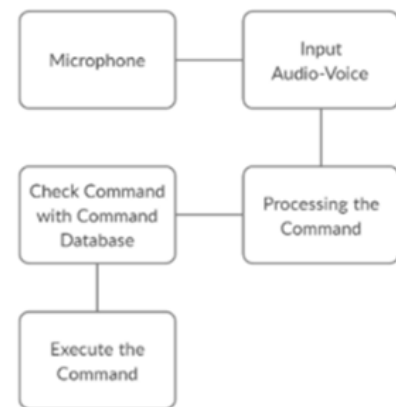 Microphone
Input
Audio-Voice
Processing the
Command
Check Command
with Command
Database
Execute the
Command